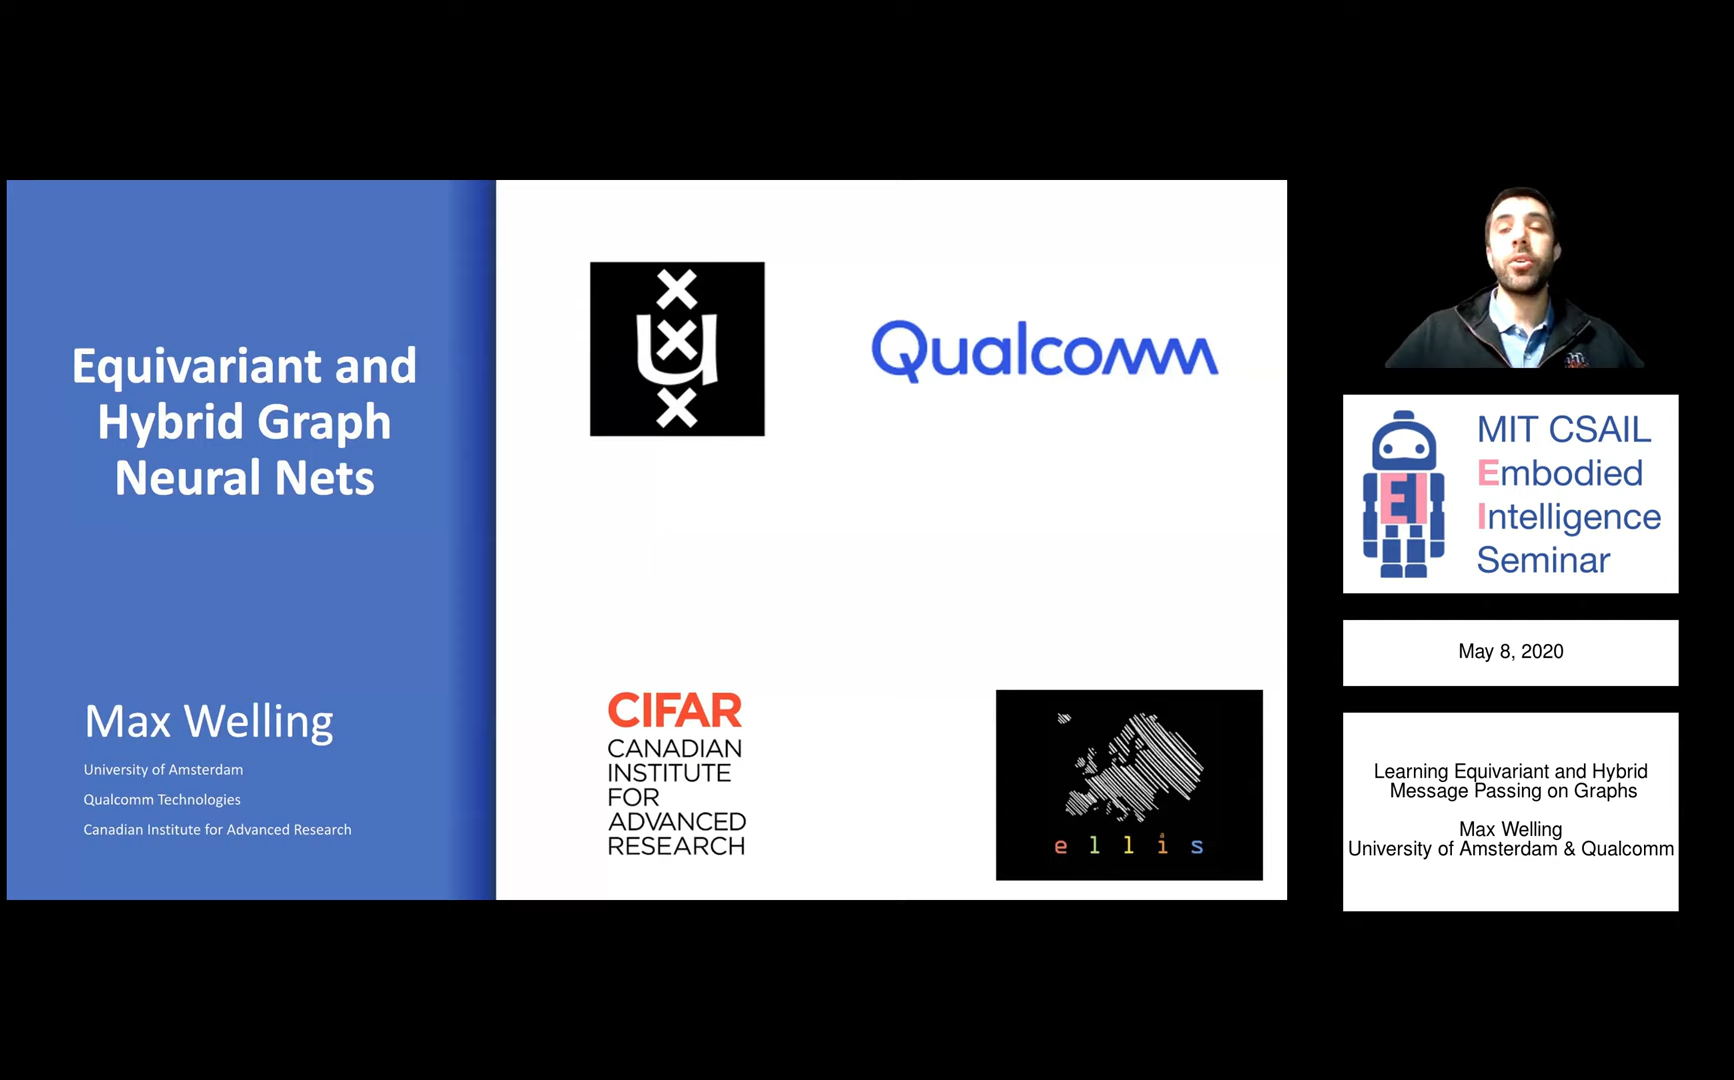 Equivariant and
Hybrid Graph
Neural Nets
Max Welling
University of Amsterdam
Qualcomm Technologies
Canadian Institute for Advanced Research
Qualcomm
CIFAR
CANADIAN
INSTITUTE
FOR
ADVANCED
RESEARCH
ellis
MIT CSAIL
Embodied
Intelligence
Seminar
EI
May 8, 2020
Learning Equivariant and Hybrid
Message Passing on Graphs
Max Welling
University of Amsterdam & Qualcomm